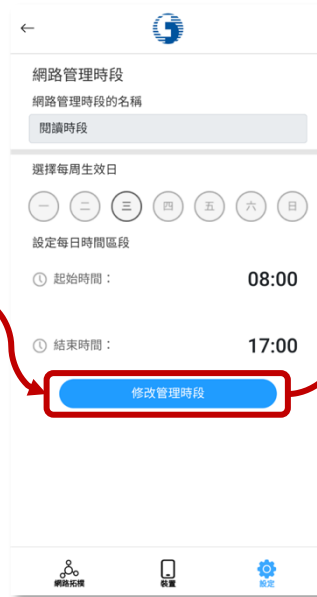 網路管理時段
網路管理時段的名稱
閱讀時段
選擇每周生效日
一 二 三 四 五 六 日
設定每日時間區段
起始時間：	08:00
結束時間：	17:00
修改管理時段
網路拓樸 裝置 設定